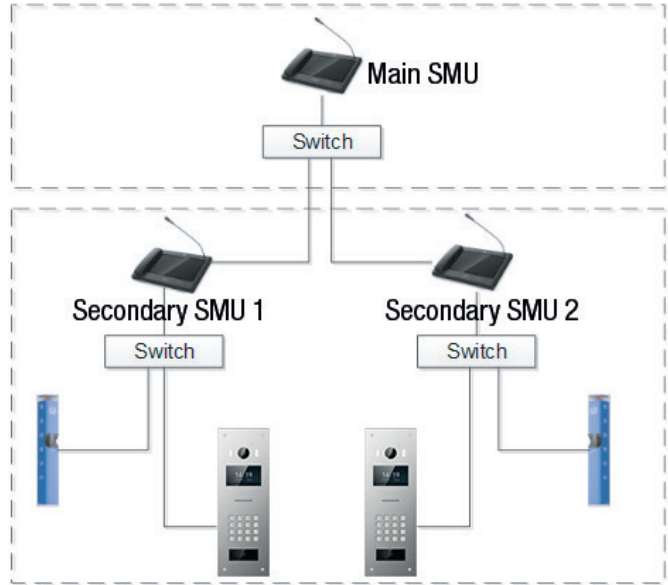 Main SMU
Switch
Secondary SMU 1
Secondary SMU 2
Switch
Switch